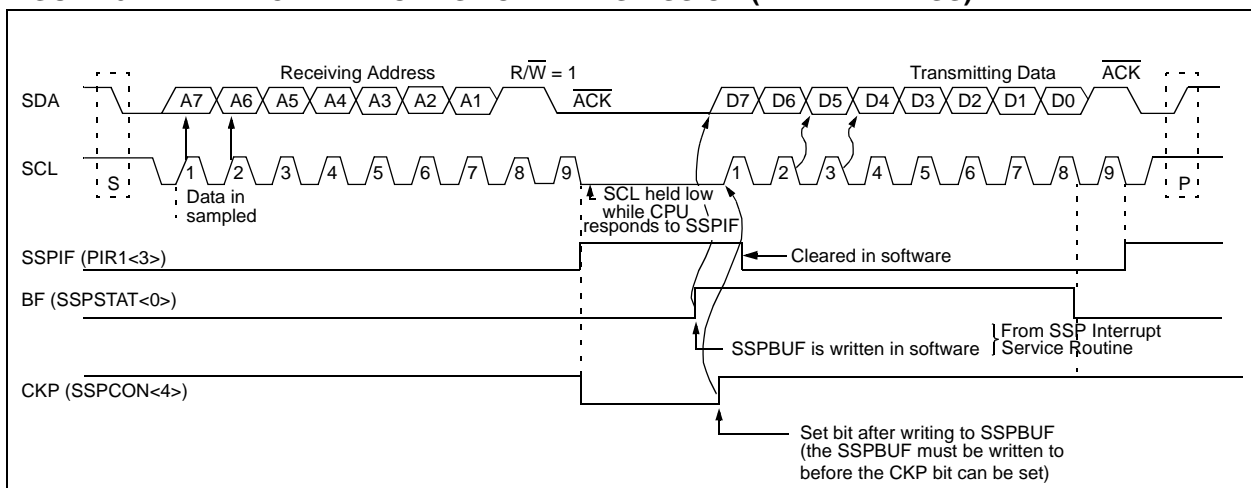 Receiving Address R/W = 1 Transmitting Data ACK
SDA A7 A6 A5 A4 A3 A2 A1 ACK D7 D6 D5 D4 D3 D2 D1 D0
SCL S 1 2 3 4 5 6 7 8 9 1 2 3 4 5 6 7 8 9 P
Data in
sampled
SCL held low
while CPU
responds to SSPIF
SSPIF (PIR1<3>)
Cleared in software
BF (SSPSTAT<0>)
SSPBUF is written in software
From SSP Interrupt
Service Routine
CKP (SSPCON<4>)
Set bit after writing to SSPBUF
(the SSPBUF must be written to
before the CKP bit can be set)